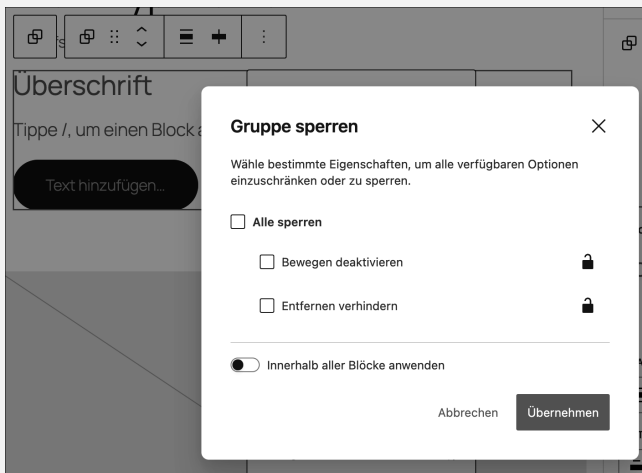 Überschrift
Tippe /, um einen Block
Text hinzufügen...
Gruppe sperren
Wähle bestimmte Eigenschaften, um alle verfügbaren Optionen
einzuschränken oder zu sperren.
Alle sperren
Bewegen deaktivieren
Entfernen verhindern
Innerhalb aller Blöcke anwenden
Abbrechen
Übernehmen